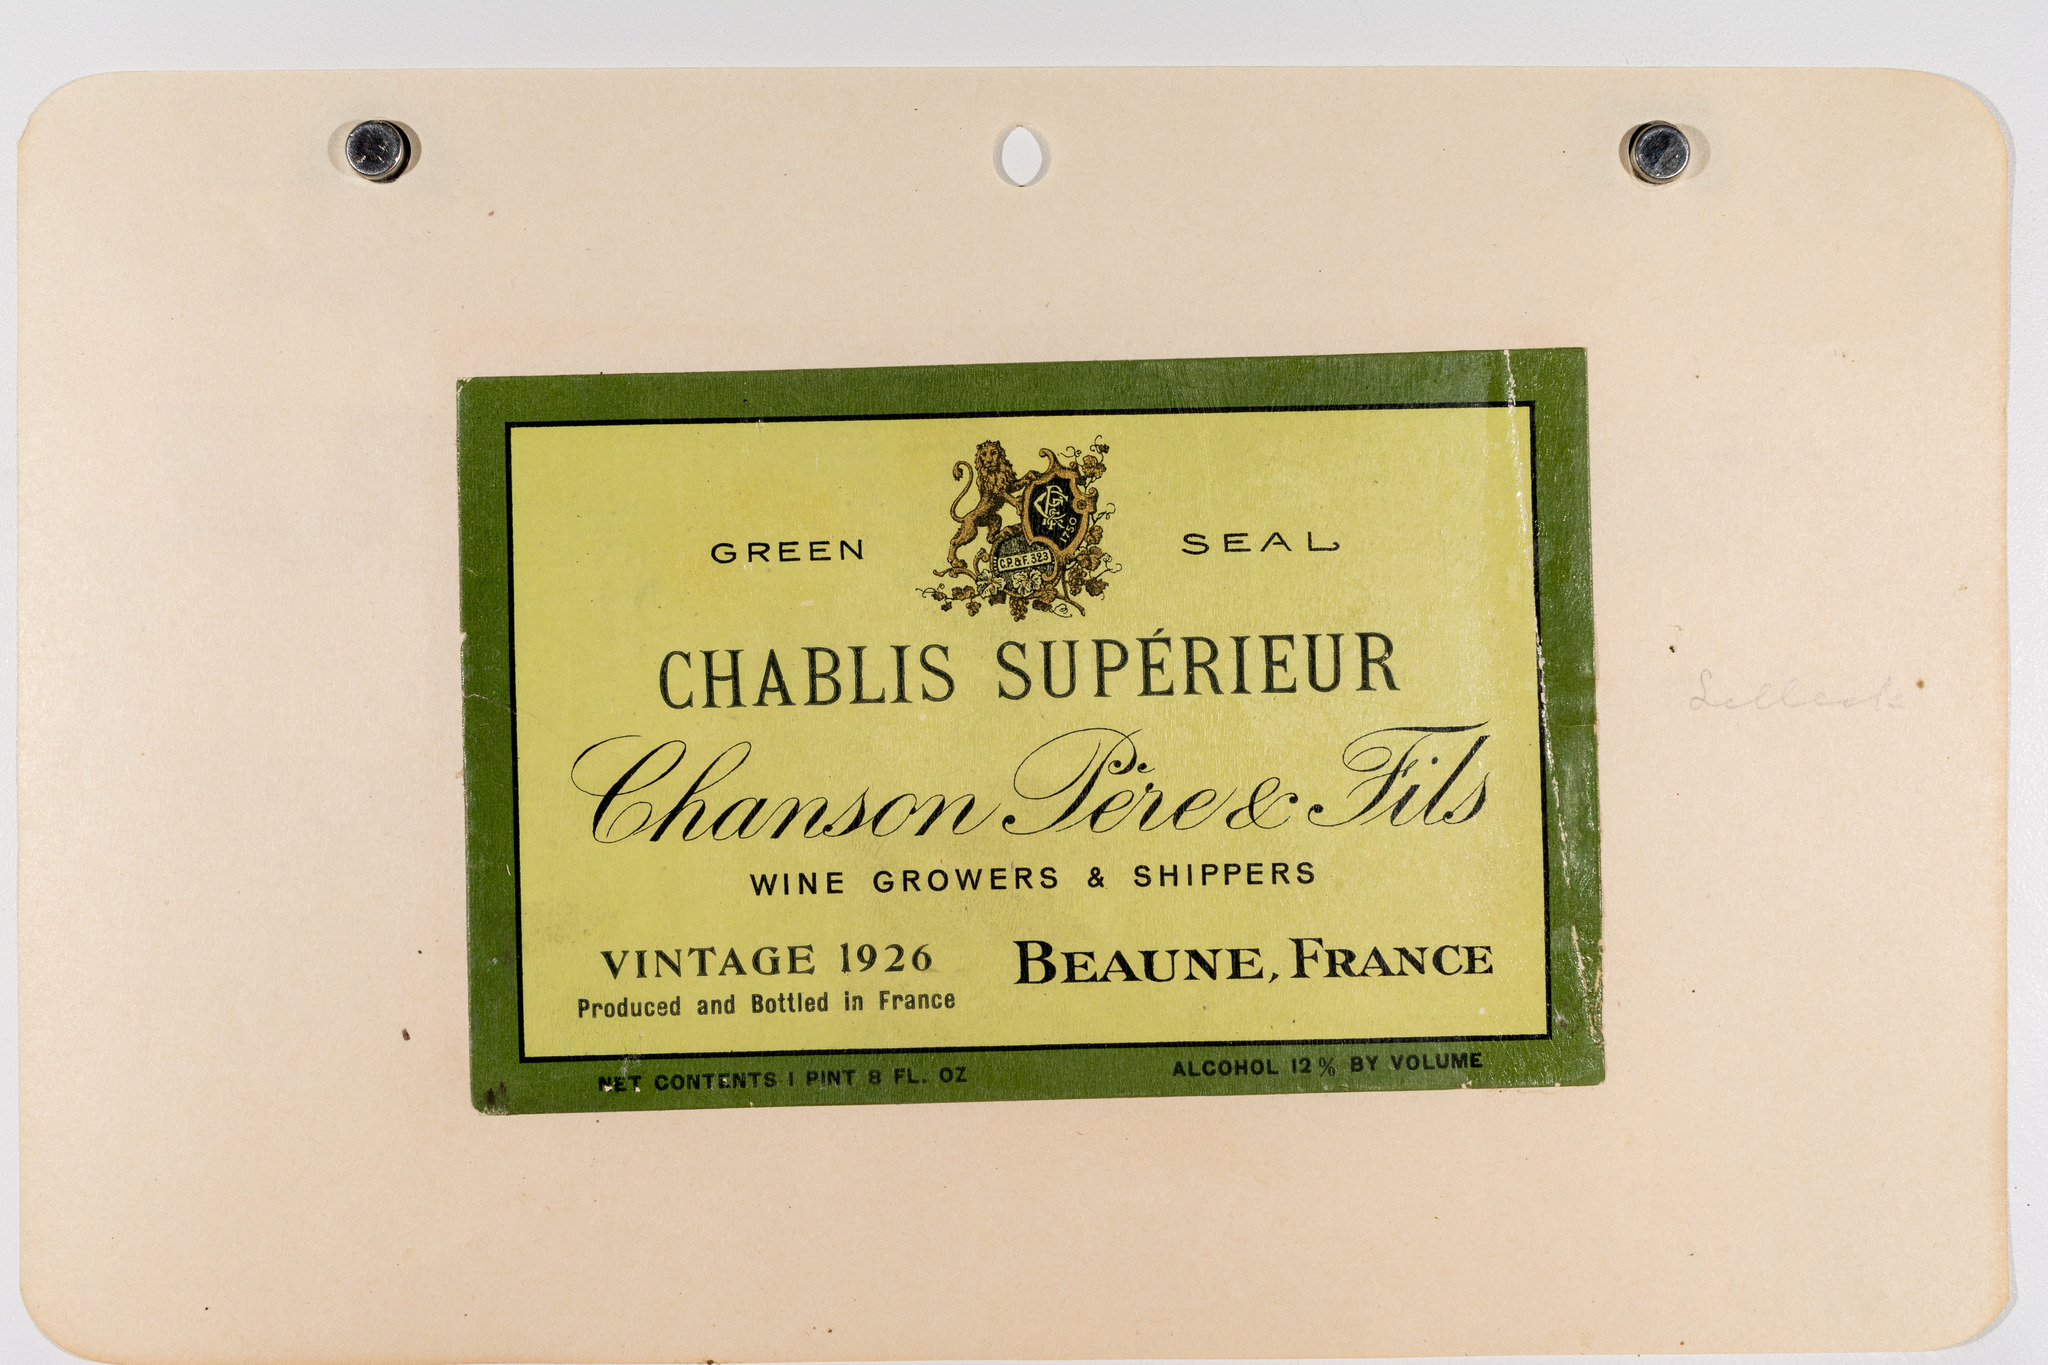 GREEN SEAL
1750
C.P. & F. 323
CHABLIS SUPÉRIEUR
Chanson Père & Fils
WINE GROWERS & SHIPPERS
VINTAGE 1926
BEAUNE, FRANCE
Produced and Bottled in France
NET CONTENTS 1 PINT 8 FL. OZ
ALCOHOL 12% BY VOLUME